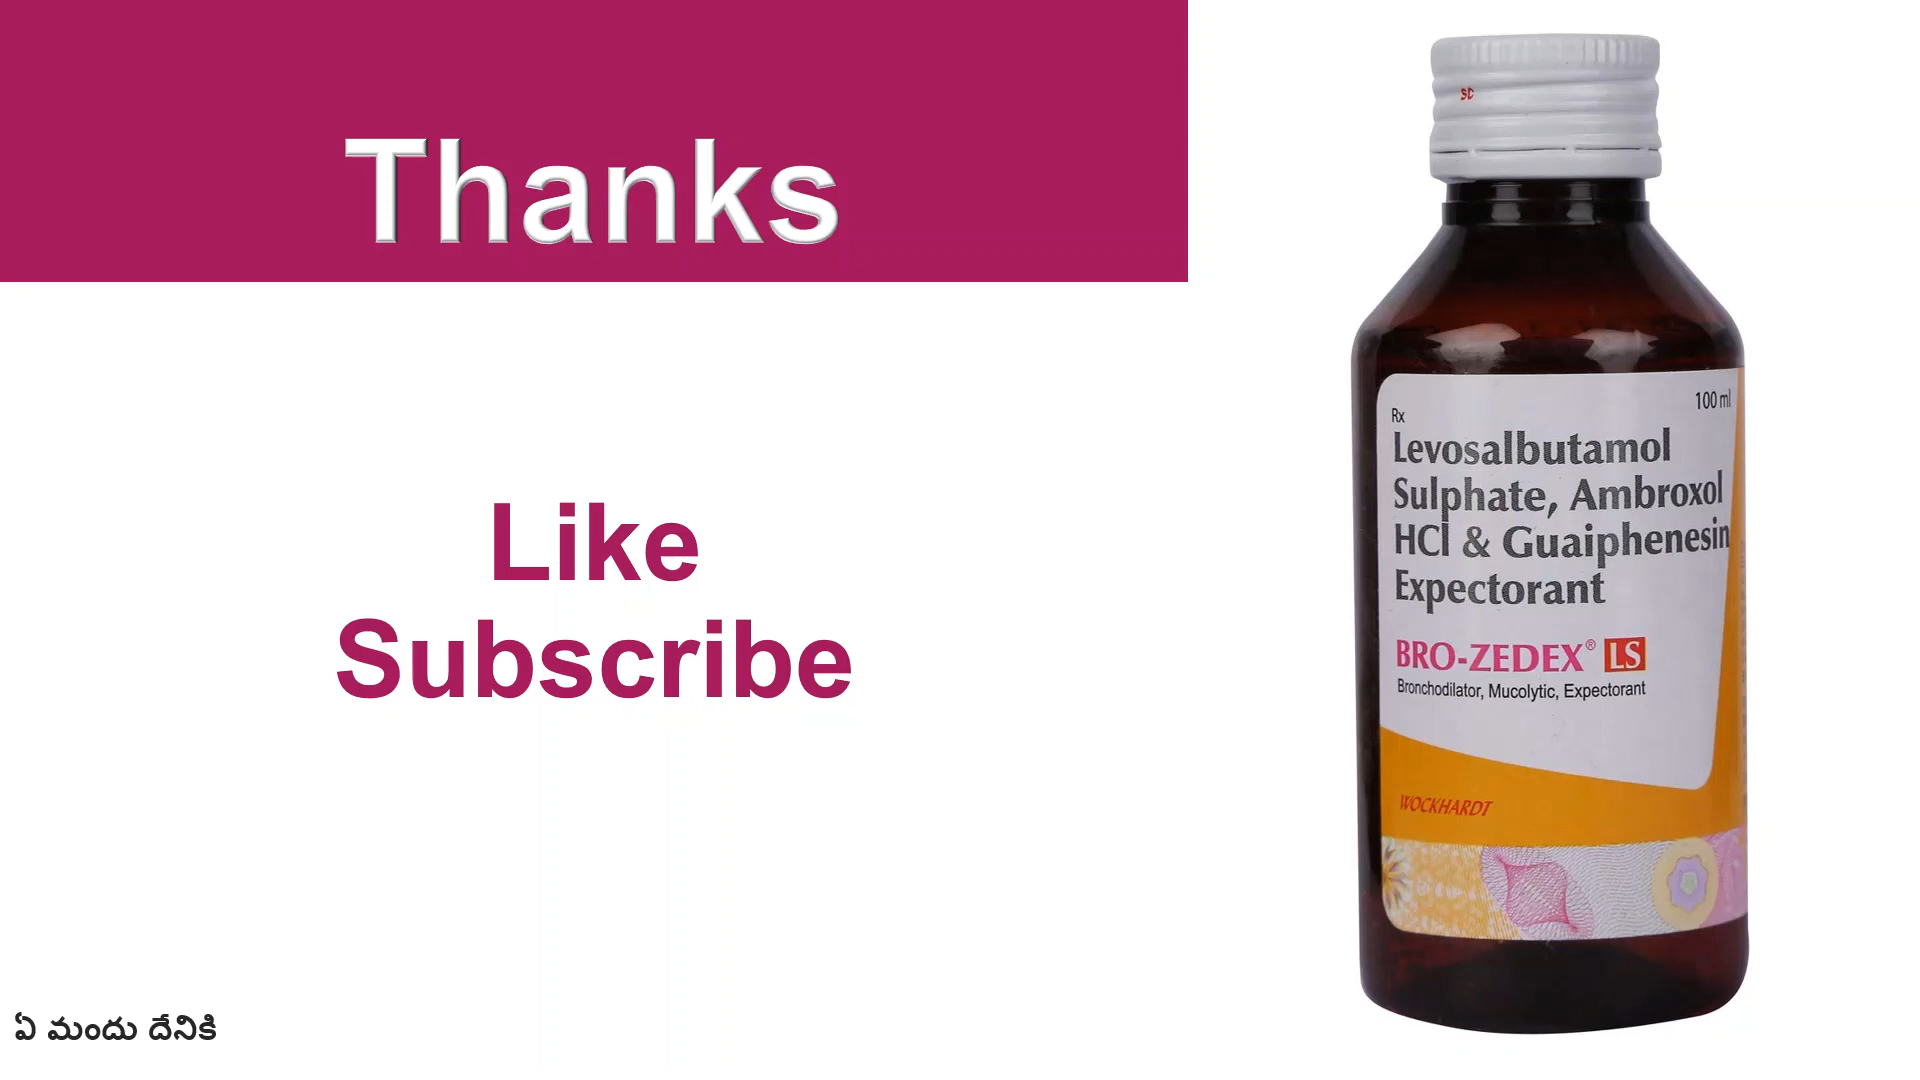 Thanks
Like
Subscribe
ఏ మందు దేనికి
SC
Rx
100 ml
Levosalbutamol
Sulphate, Ambroxol
HCl & Guaiphenesin
Expectorant
BRO-ZEDEX® LS
Bronchodilator, Mucolytic, Expectorant
WOCKHARDT